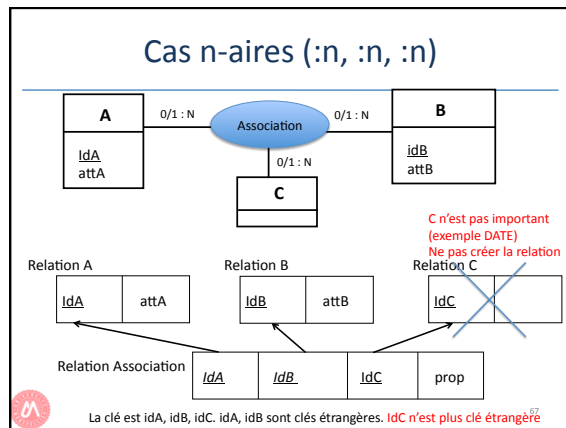 Cas n-aires (:n, :n, :n)
A
IdA
attA
0/1 : N
Association
0/1 : N
B
idB
attB
0/1 : N
C
C n'est pas important
(exemple DATE)
Ne pas créer la relation
Relation A
Relation B
Relation C
IdA
attA
IdB
attB
IdC
Relation Association
IdA
IdB
IdC
prop
La clé est idA, idB, idC. idA, idB sont clés étrangères. IdC n'est plus clé étrangère
67